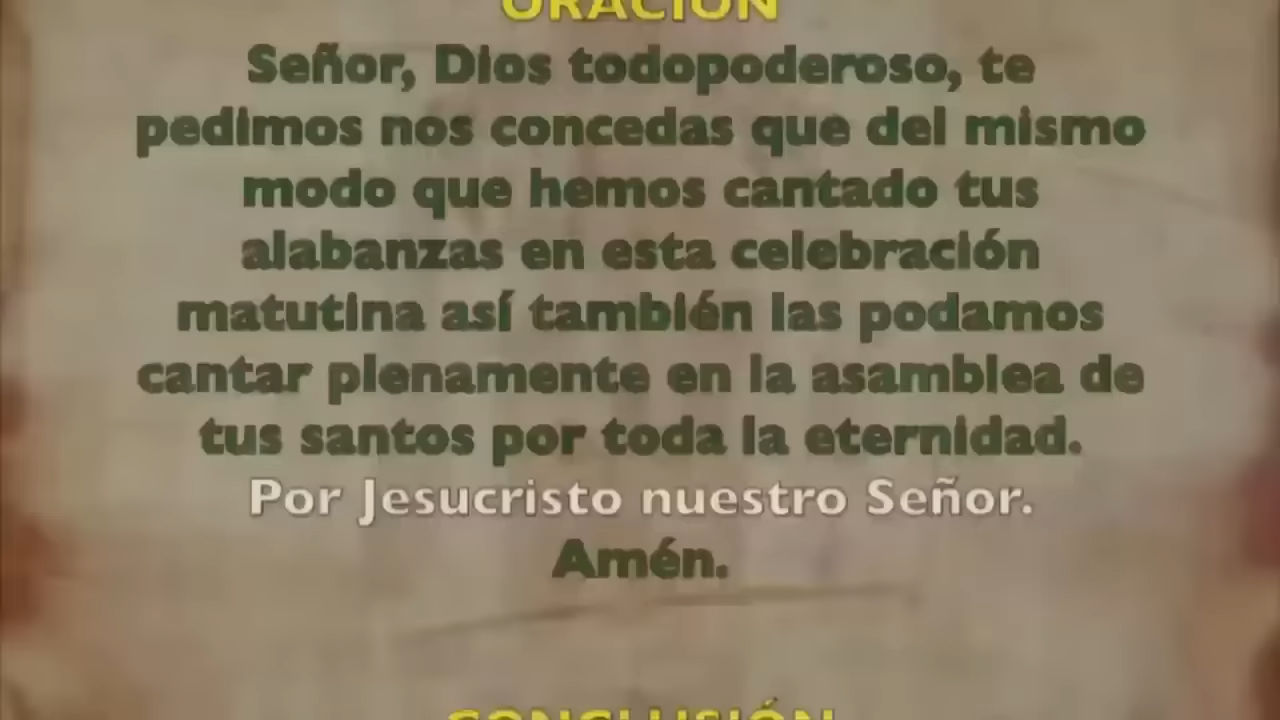 ORACIÓN
Señor, Dios todopoderoso, te
pedimos nos concedas que del mismo
modo que hemos cantado tus
alabanzas en esta celebración
matutina así también las podamos
cantar plenamente en la asamblea de
tus santos por toda la eternidad.
Por Jesucristo nuestro Señor.
Amén.
CONCLUSIÓN